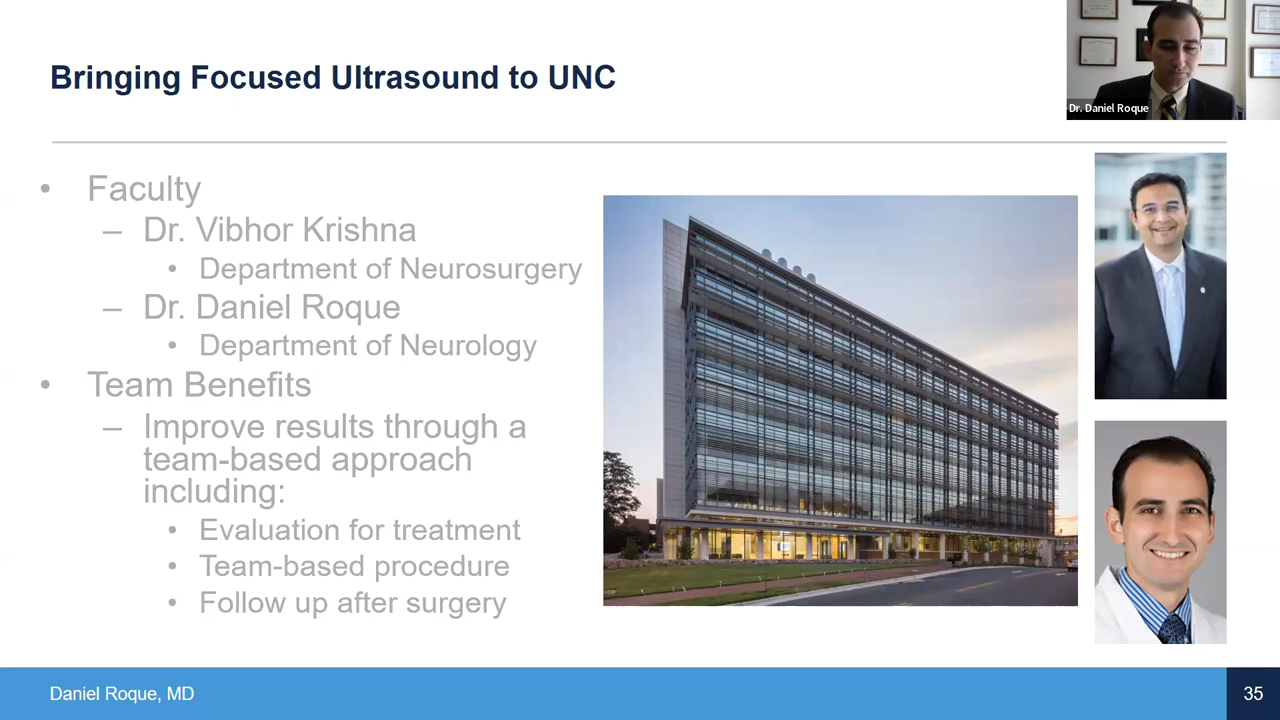 Bringing Focused Ultrasound to UNC
Dr. Daniel Roque
• Faculty
– Dr. Vibhor Krishna
• Department of Neurosurgery
– Dr. Daniel Roque
• Department of Neurology
• Team Benefits
– Improve results through a
team-based approach
including:
• Evaluation for treatment
• Team-based procedure
• Follow up after surgery
Daniel Roque, MD
35